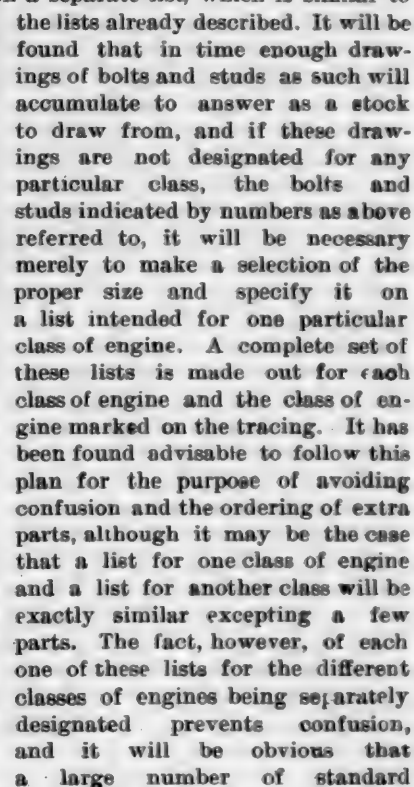 the lists already described. It will be
found that in time enough draw-
ings of bolts and studs as such will
accumulate to answer as a stock
to draw from, and if these draw-
ings are not designated for any
particular class, the bolts and
studs indicated by numbers as above
referred to, it will be necessary
merely to make a selection of the
proper size and specify it on
a list intended for one particular
class of engine. A complete set of
these lists is made out for each
class of engine and the class of en-
gine marked on the tracing. It has
been found advisable to follow this
plan for the purpose of avoiding
confusion and the ordering of extra
parts, although it may be the case
that a list for one class of engine
and a list for another class will be
exactly similar excepting a few
parts. The fact, however, of each
one of these lists for the different
classes of engines being separately
designated prevents confusion,
and it will be obvious that
a large number of standard